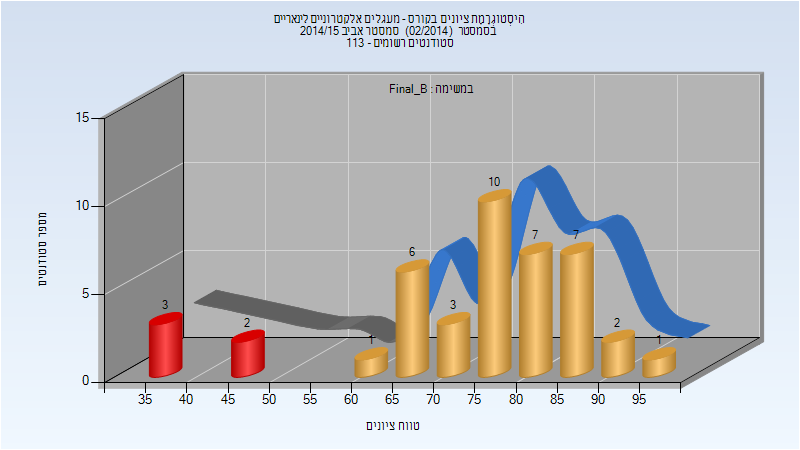 היסטוגרמת ציונים בקורס - מעגלים אלקטרוניים לינאריים
בסמסטר (02/2014) סמסטר אביב 2014/15
סטודנטים רשומים - 113
במשימה : Final_B
15
10
5
0
מספר סטודנטים
3
2
1
6
3
10
7
7
2
1
35 40 45 50 55 60 65 70 75 80 85 90 95
טווח ציונים